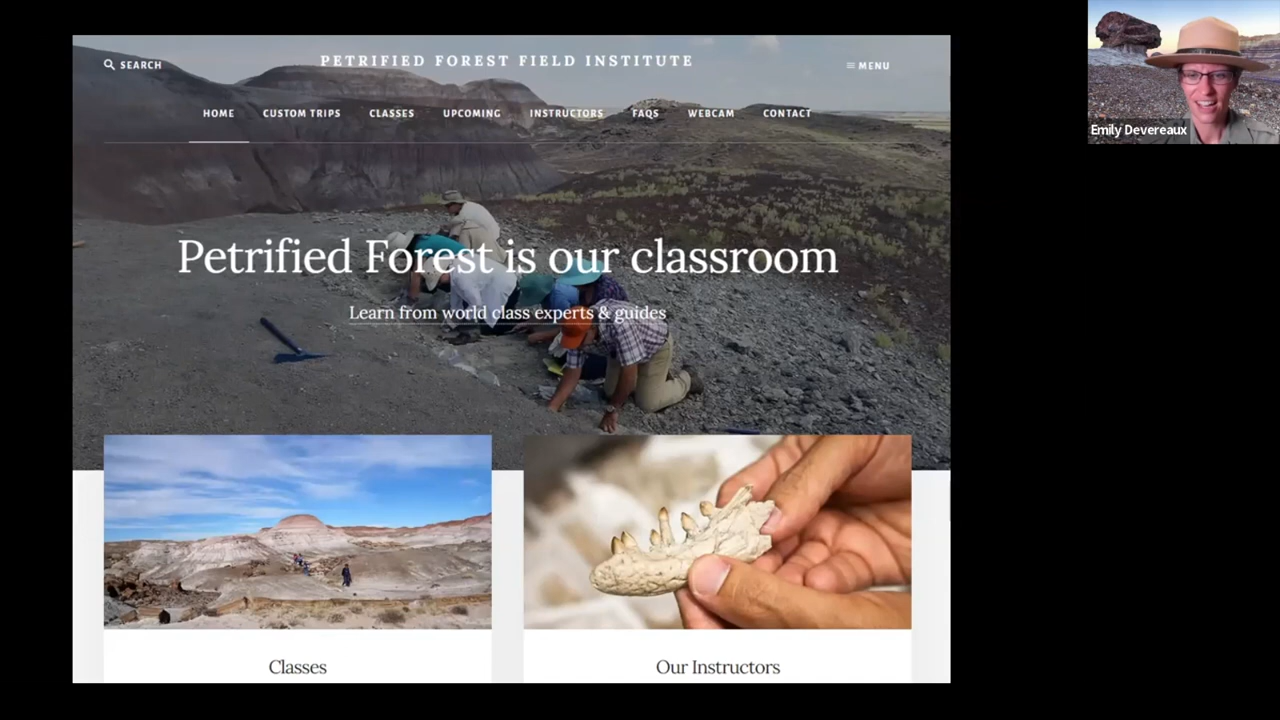 SEARCH
PETRIFIED FOREST FIELD INSTITUTE
MENU
HOME CUSTOM TRIPS CLASSES UPCOMING INSTRUCTORS FAQS WEBCAM CONTACT
Petrified Forest is our classroom
Learn from world class experts & guides
Classes
Our Instructors
Emily Devereaux